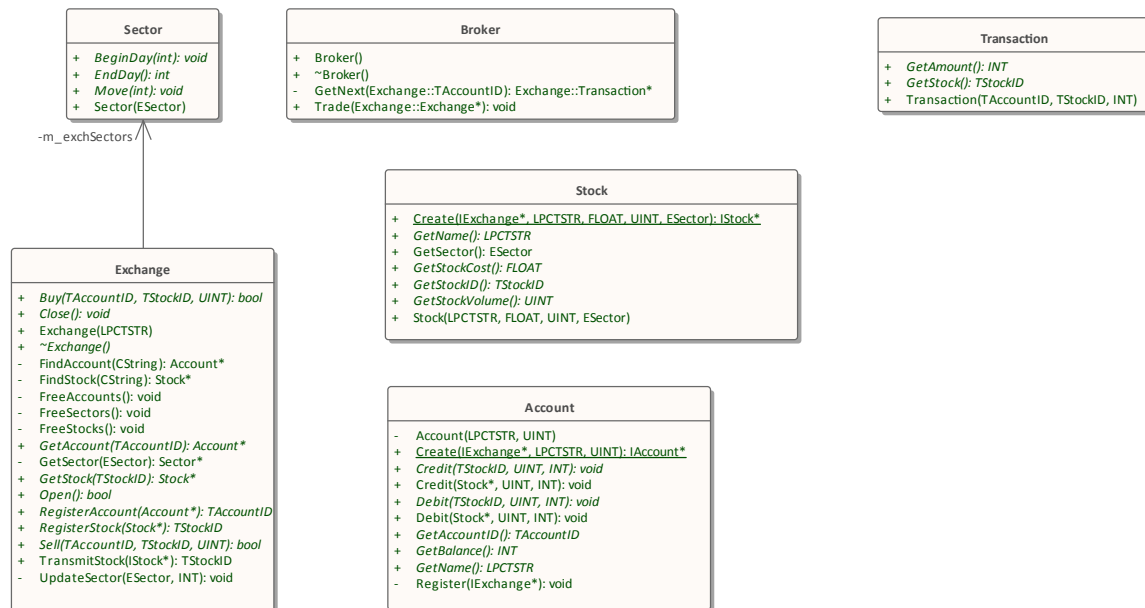 Sector
+ BeginDay(int): void
+ EndDay(): int
+ Move(int): void
+ Sector(ESector)
-m_exchSectors
Broker
+ Broker()
+ ~Broker()
- GetNext(Exchange::TAccountID): Exchange::Transaction*
+ Trade(Exchange::Exchange*): void
Transaction
+ GetAmount(): INT
+ GetStock(): TStockID
+ Transaction(TAccountID, TStockID, INT)
Stock
+ Create(IExchange*, LPCTSTR, FLOAT, UINT, ESector): IStock*
+ GetName(): LPCTSTR
+ GetSector(): ESector
+ GetStockCost(): FLOAT
+ GetStockID(): TStockID
+ GetStockVolume(): UINT
+ Stock(LPCTSTR, FLOAT, UINT, ESector)
Exchange
+ Buy(TAccountID, TStockID, UINT): bool
+ Close(): void
+ Exchange(LPCTSTR)
+ ~Exchange()
- FindAccount(CString): Account*
- FindStock(CString): Stock*
- FreeAccounts(): void
- FreeSectors(): void
- FreeStocks(): void
+ GetAccount(TAccountID): Account*
- GetSector(ESector): Sector*
+ GetStock(TStockID): Stock*
+ Open(): bool
+ RegisterAccount(Account*): TAccountID
+ RegisterStock(Stock*): TStockID
+ Sell(TAccountID, TStockID, UINT): bool
+ TransmitStock(IStock*): TStockID
- UpdateSector(ESector, INT): void
Account
- Account(LPCTSTR, UINT)
+ Create(IExchange*, LPCTSTR, UINT): IAccount*
+ Credit(TStockID, UINT, INT): void
+ Credit(Stock*, UINT, INT): void
+ Debit(TStockID, UINT, INT): void
+ Debit(Stock*, UINT, INT): void
+ GetAccountID(): TAccountID
+ GetBalance(): INT
+ GetName(): LPCTSTR
- Register(IExchange*): void